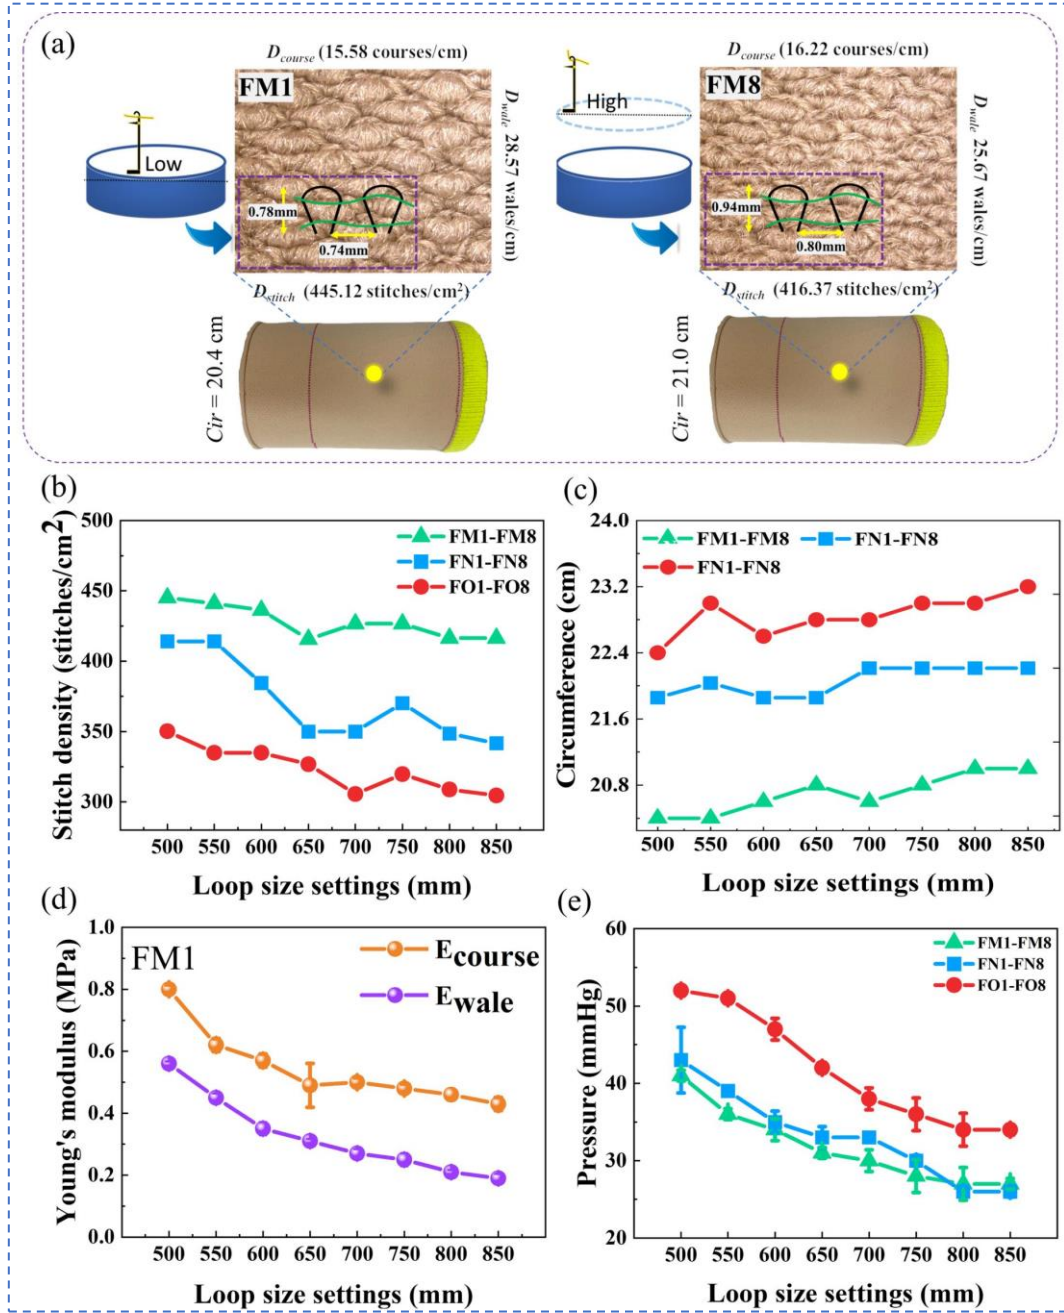 (a)
D_course (15.58 courses/cm)
FM1
Low
D_wale 28.57 wales/cm)
0.78mm
0.74mm
D_stitch (445.12 stitches/cm²)
Cir = 20.4 cm
D_course (16.22 courses/cm)
High
FM8
D_wale 25.67 wales/cm)
0.94mm
0.80mm
D_stitch (416.37 stitches/cm²)
Cir = 21.0 cm
(b)
Stitch density (stitches/cm²)
500
450
400
350
300
FM1-FM8
FN1-FN8
FO1-FO8
500 550 600 650 700 750 800 850
Loop size settings (mm)
(c)
Circumference (cm)
24.0
23.2
22.4
21.6
20.8
FM1-FM8 FN1-FN8
FN1-FN8
500 550 600 650 700 750 800 850
Loop size settings (mm)
(d)
Young's modulus (MPa)
1.0
0.8
0.6
0.4
0.2
0.0
FM1
E_course
E_wale
500 550 600 650 700 750 800 850
Loop size settings (mm)
(e)
Pressure (mmHg)
60
50
40
30
20
FM1-FM8
FN1-FN8
FO1-FO8
500 550 600 650 700 750 800 850
Loop size settings (mm)